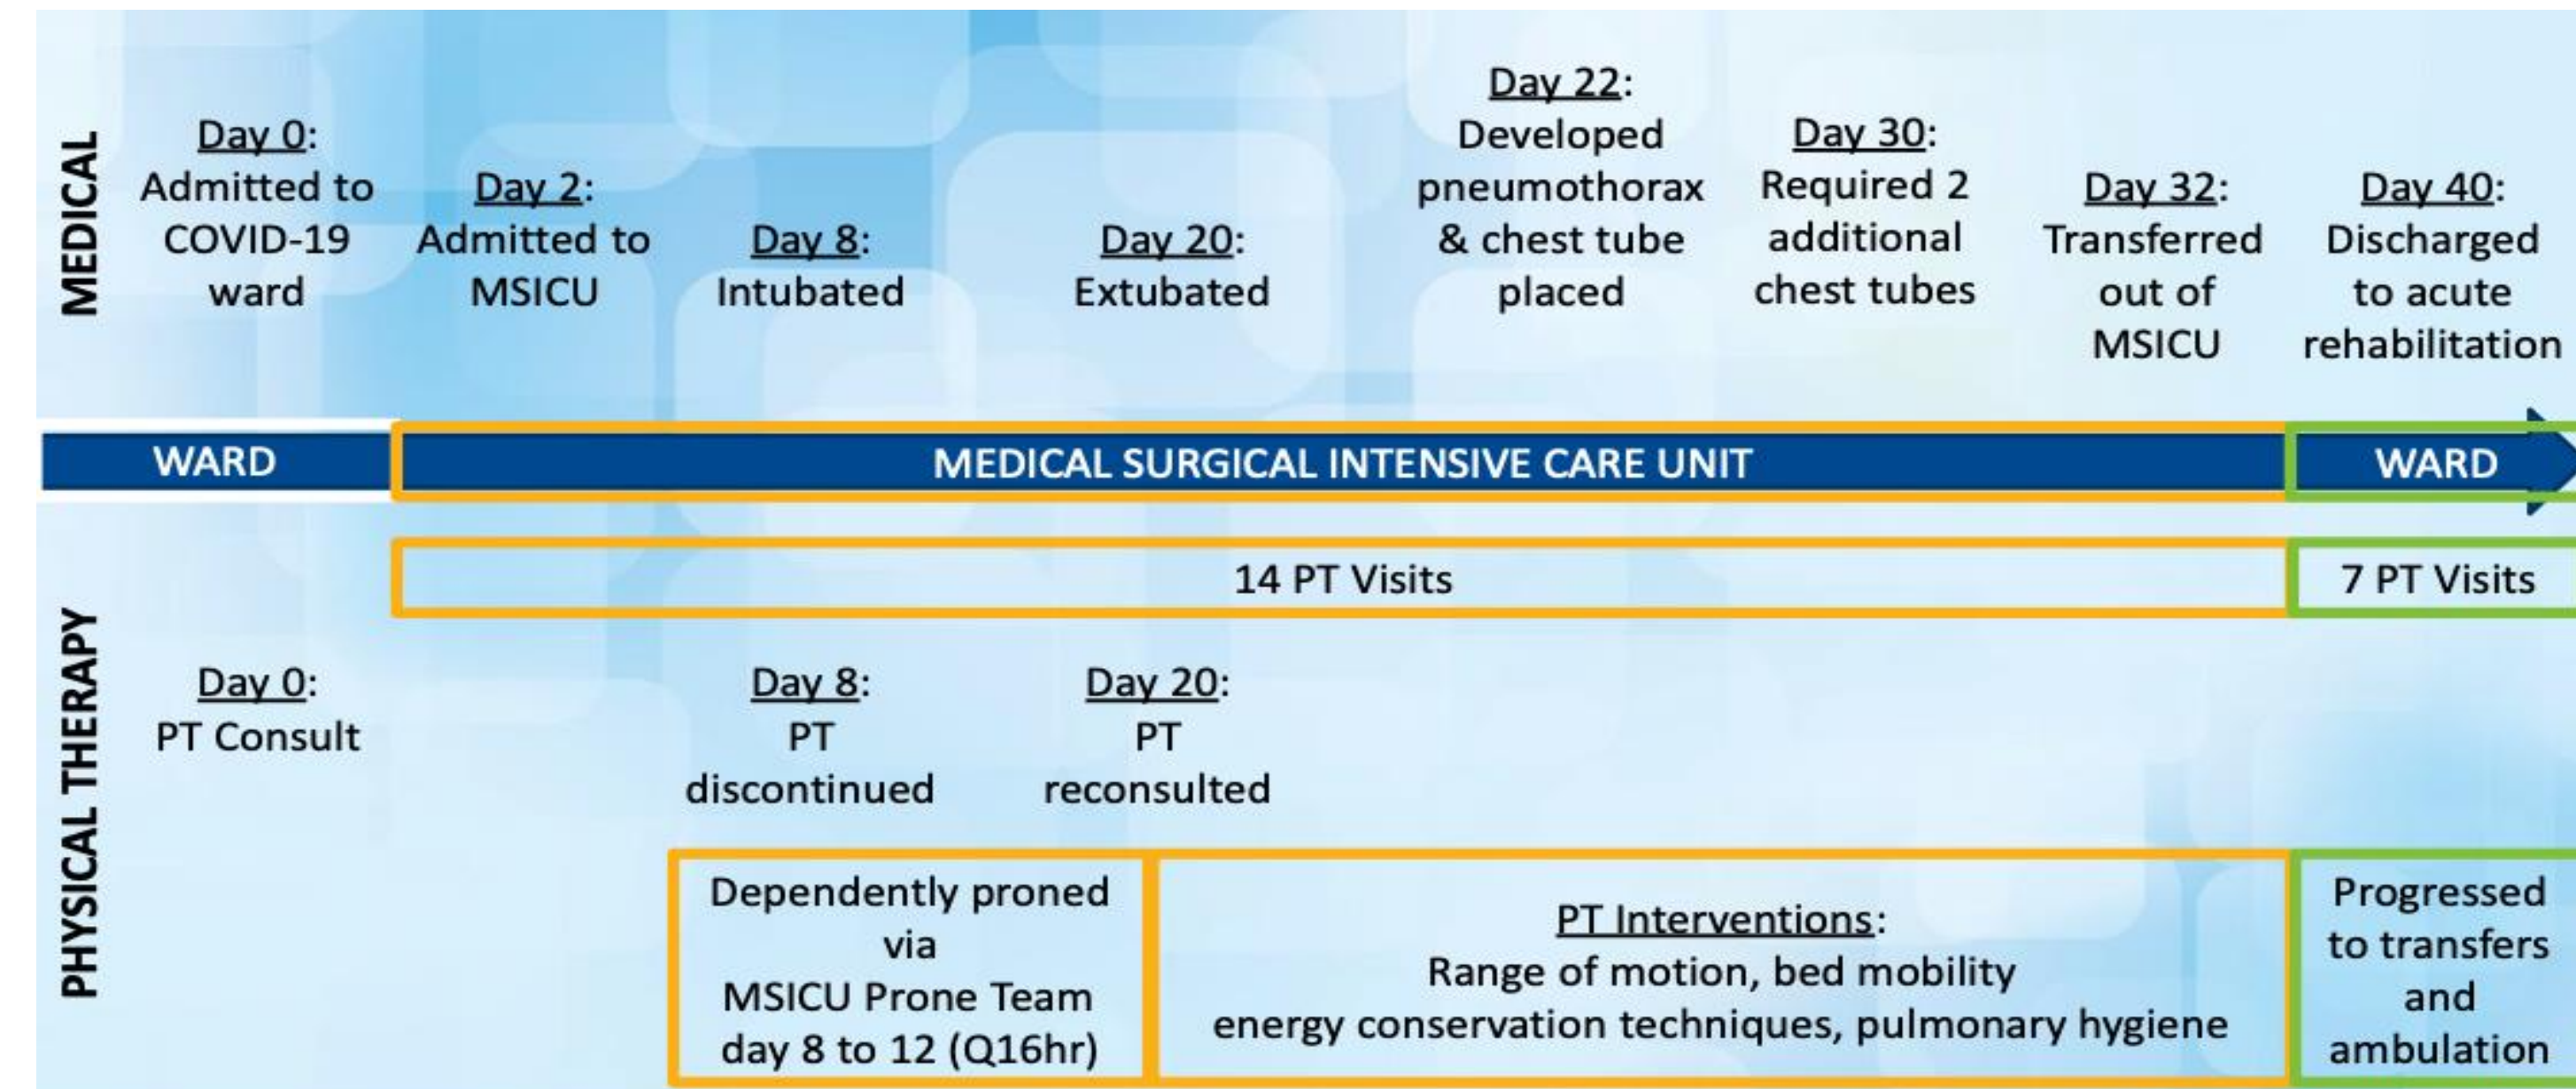 MEDICAL
Day 0:
Admitted to
COVID-19
ward
Day 2:
Admitted to
MSICU
Day 8:
Intubated
Day 20:
Extubated
Day 22:
Developed
pneumothorax
& chest tube
placed
Day 30:
Required 2
additional
chest tubes
Day 32:
Transferred
out of
MSICU
Day 40:
Discharged
to acute
rehabilitation
WARD
MEDICAL SURGICAL INTENSIVE CARE UNIT
WARD
14 PT Visits
7 PT Visits
PHYSICAL THERAPY
Day 0:
PT Consult
Day 8:
PT
discontinued
Day 20:
PT
reconsulted
Dependently proned
via
MSICU Prone Team
day 8 to 12 (Q16hr)
PT Interventions:
Range of motion, bed mobility
energy conservation techniques, pulmonary hygiene
Progressed
to transfers
and
ambulation